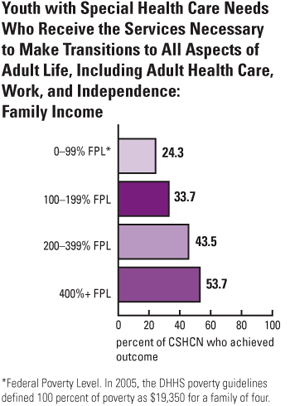 Youth with Special Health Care Needs
Who Receive the Services Necessary
to Make Transitions to All Aspects of
Adult Life, Including Adult Health Care,
Work, and Independence:
Family Income
0–99% FPL* 24.3
100–199% FPL 33.7
200–399% FPL 43.5
400%+ FPL 53.7
0 20 40 60 80 100
percent of CSHCN who achieved
outcome
*Federal Poverty Level. In 2005, the DHHS poverty guidelines
defined 100 percent of poverty as $19,350 for a family of four.